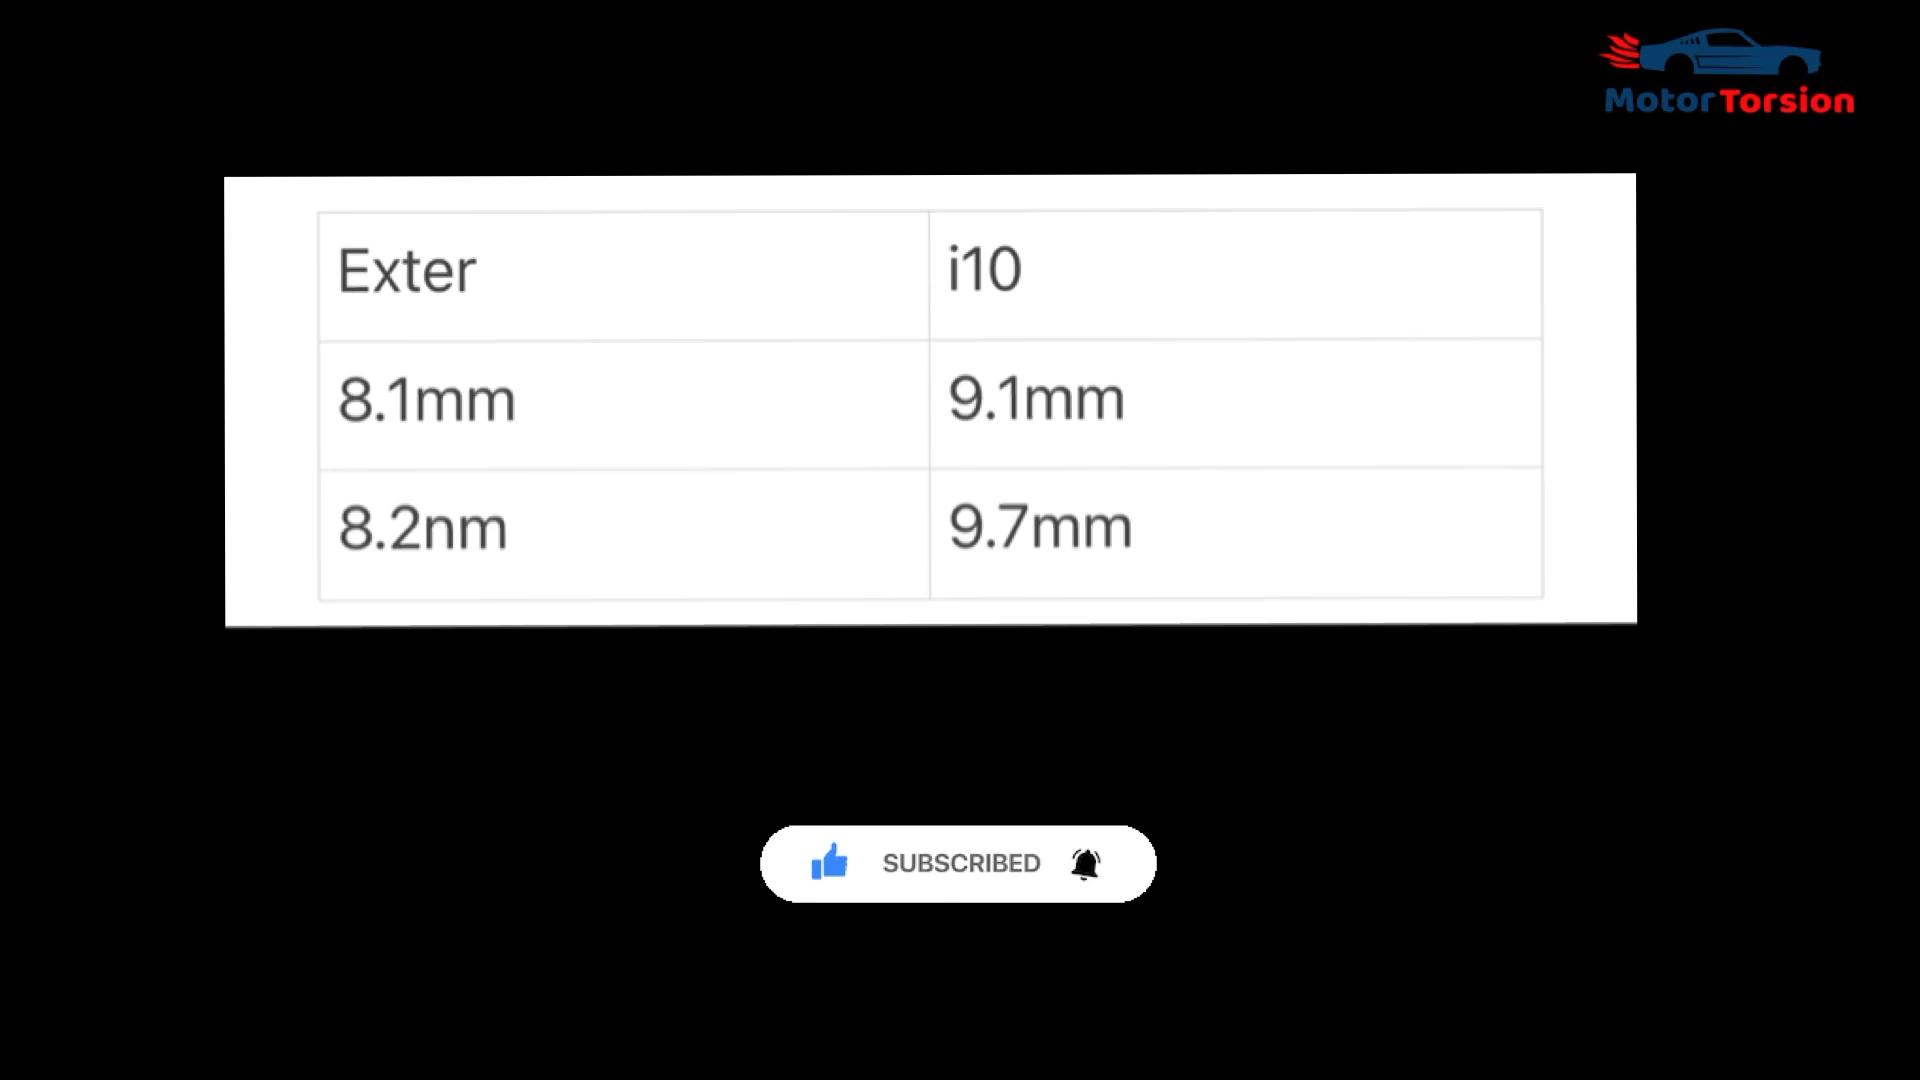 Motor Torsion
Exter i10
8.1mm 9.1mm
8.2nm 9.7mm
SUBSCRIBED